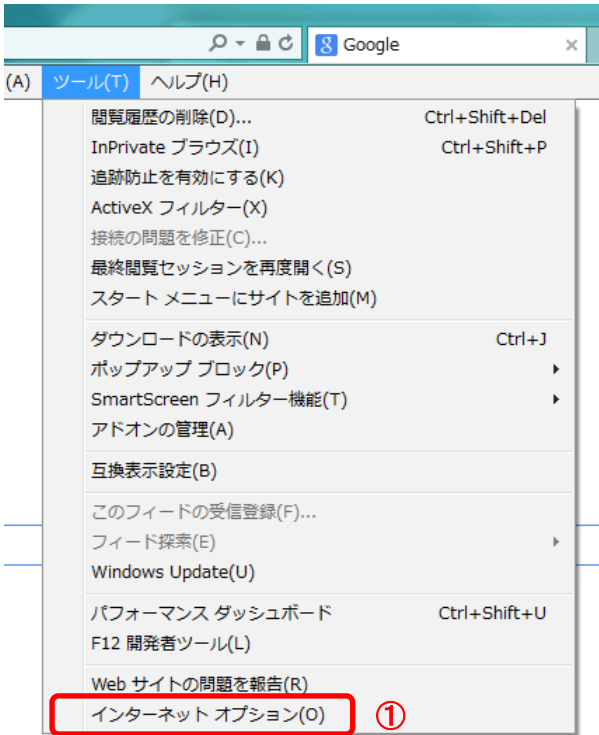 Google
(A) ツール(T) ヘルプ(H)
閲覧履歴の削除(D)... Ctrl+Shift+Del
InPrivate ブラウズ(I) Ctrl+Shift+P
追跡防止を有効にする(K)
ActiveX フィルター(X)
接続の問題を修正(C)...
最終閲覧セッションを再度開く(S)
スタート メニューにサイトを追加(M)
ダウンロードの表示(N) Ctrl+J
ポップアップ ブロック(P)
SmartScreen フィルター機能(T)
アドオンの管理(A)
互換表示設定(B)
このフィードの受信登録(F)...
フィード探索(E)
Windows Update(U)
パフォーマンス ダッシュボード Ctrl+Shift+U
F12 開発者ツール(L)
Web サイトの問題を報告(R)
インターネット オプション(O) ①